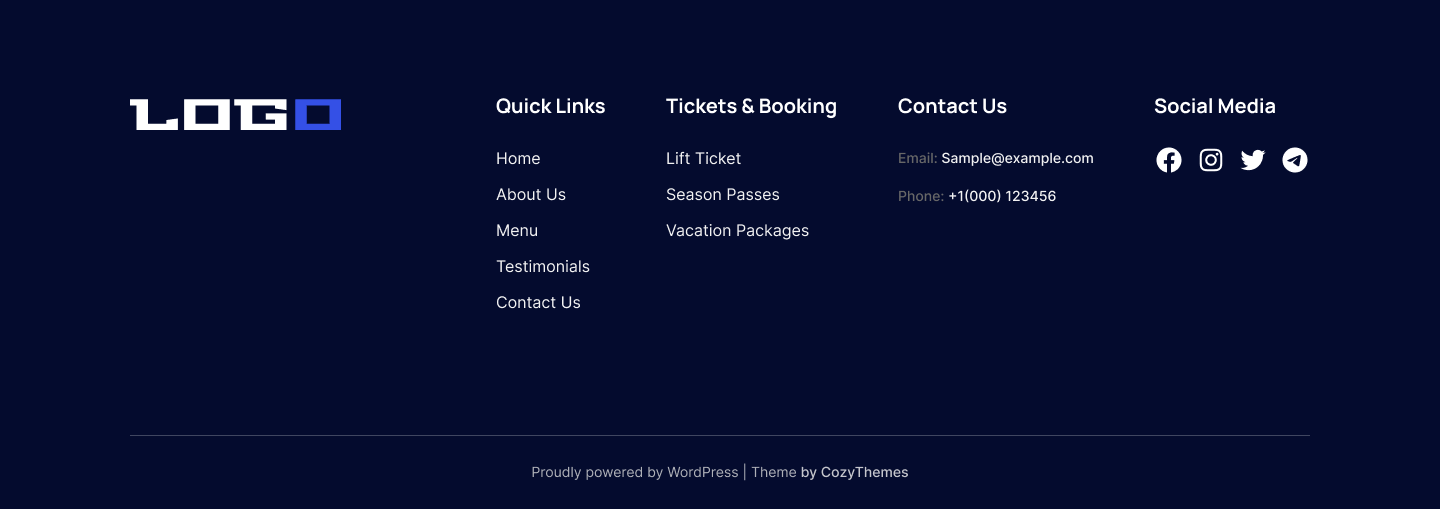 LOGO
Quick Links
Home
About Us
Menu
Testimonials
Contact Us
Tickets & Booking
Lift Ticket
Season Passes
Vacation Packages
Contact Us
Email: Sample@example.com
Phone: +1(000) 123456
Social Media
Proudly powered by WordPress | Theme by CozyThemes